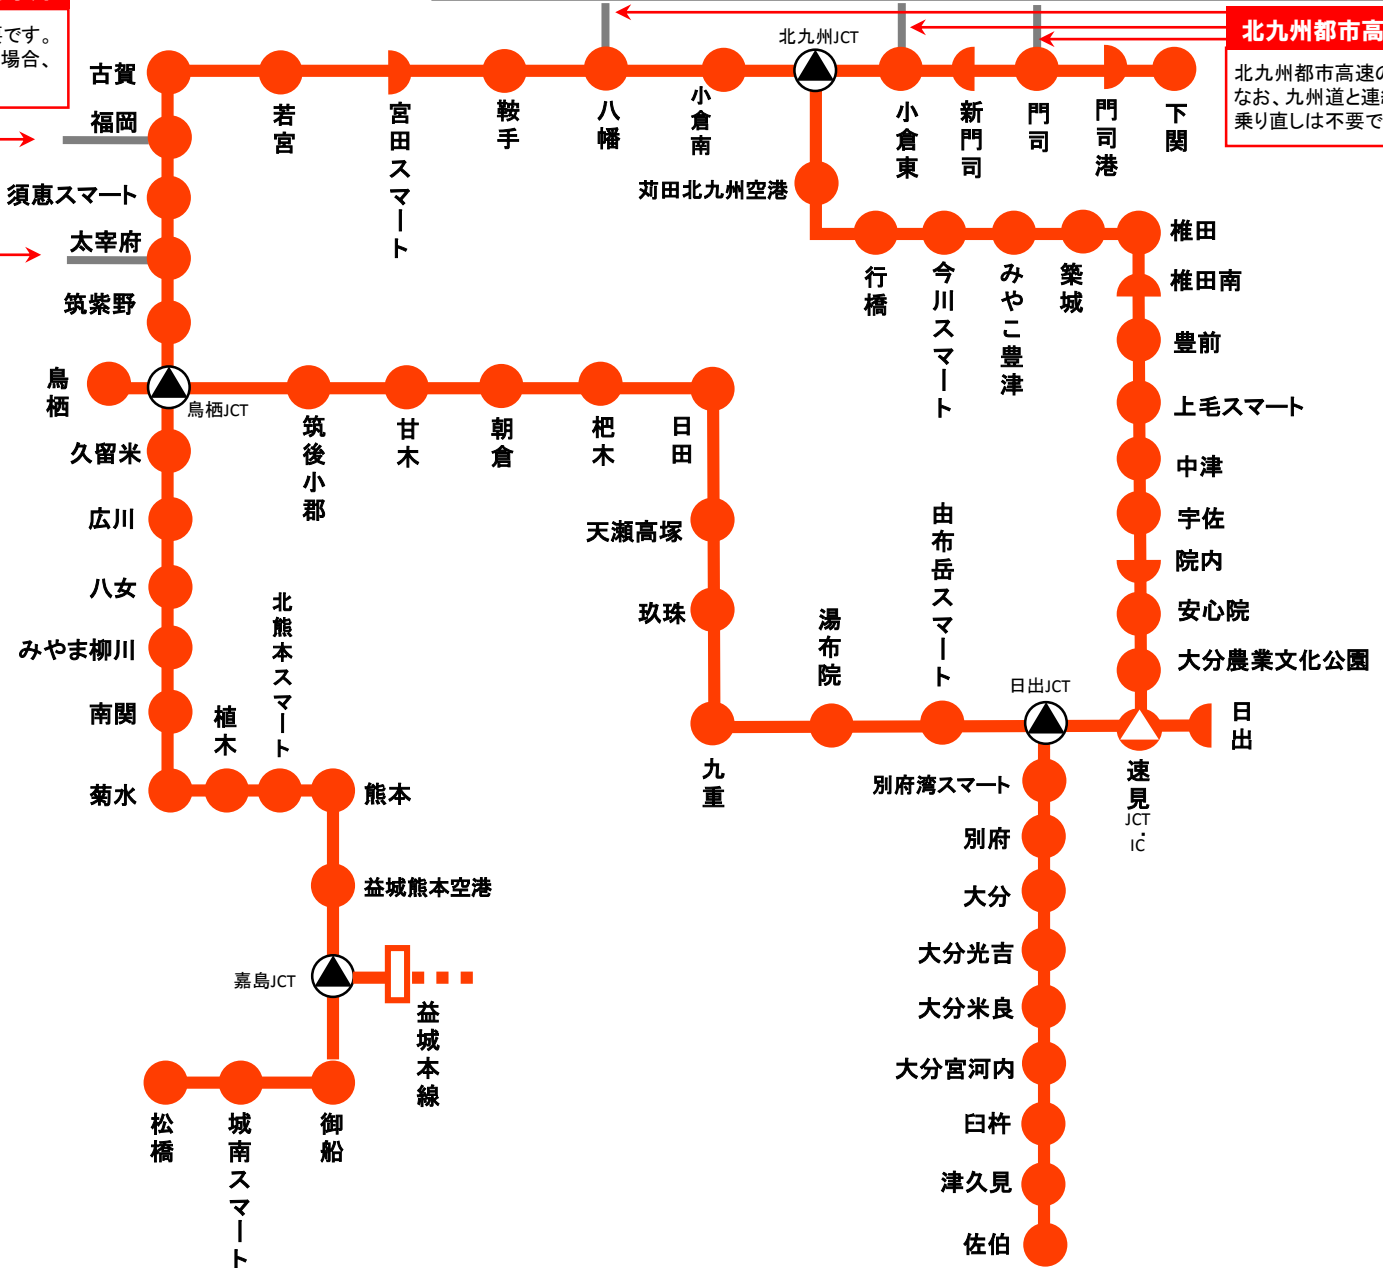 要です。
場合、
北九州都市高
北九州都市高速の
なお、九州道と連
乗り直しは不要で
北九州JCT
古賀
若宮
宮田スマート
鞍手
八幡
小倉南
小倉東
新門司
門司
門司港
下関
福岡
須恵スマート
太宰府
筑紫野
鳥栖
鳥栖JCT
苅田北九州空港
行橋
今川スマート
みやこ豊津
築城
椎田
椎田南
豊前
上毛スマート
中津
宇佐
院内
安心院
大分農業文化公園
日出
速見
JCT
・
IC
筑後小郡
甘木
朝倉
杷木
日田
天瀬高塚
玖珠
九重
湯布院
由布岳スマート
日出JCT
久留米
広川
八女
みやま柳川
南関
菊水
植木
北熊本スマート
熊本
益城熊本空港
嘉島JCT
益城本線
御船
城南スマート
松橋
別府湾スマート
別府
大分
大分光吉
大分米良
大分宮河内
臼杵
津久見
佐伯